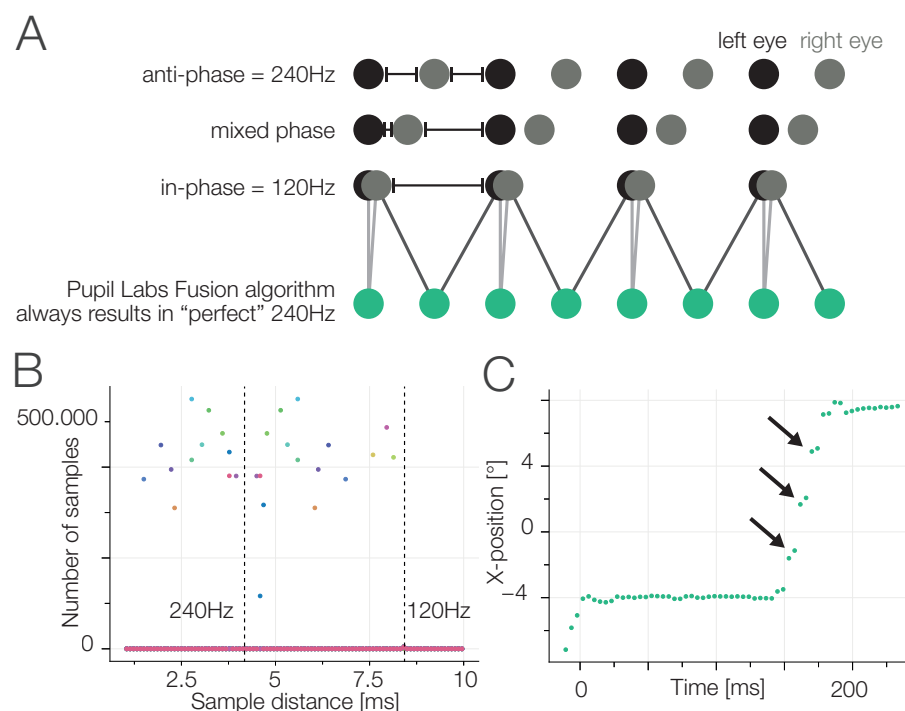 A
left eye right eye
anti-phase = 240Hz
mixed phase
in-phase = 120Hz
Pupil Labs Fusion algorithm
always results in “perfect” 240Hz
B
500.000
Number of samples
240Hz
120Hz
0
2.5 5 7.5 10
Sample distance [ms]
C
X-position [°]
4
0
−4
0 200
Time [ms]